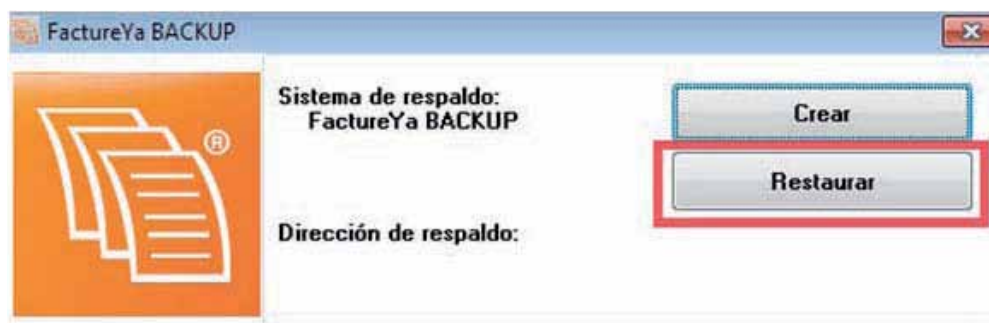 FactureYa BACKUP
Sistema de respaldo:
FactureYa BACKUP
Crear
Restaurar
Dirección de respaldo:
®